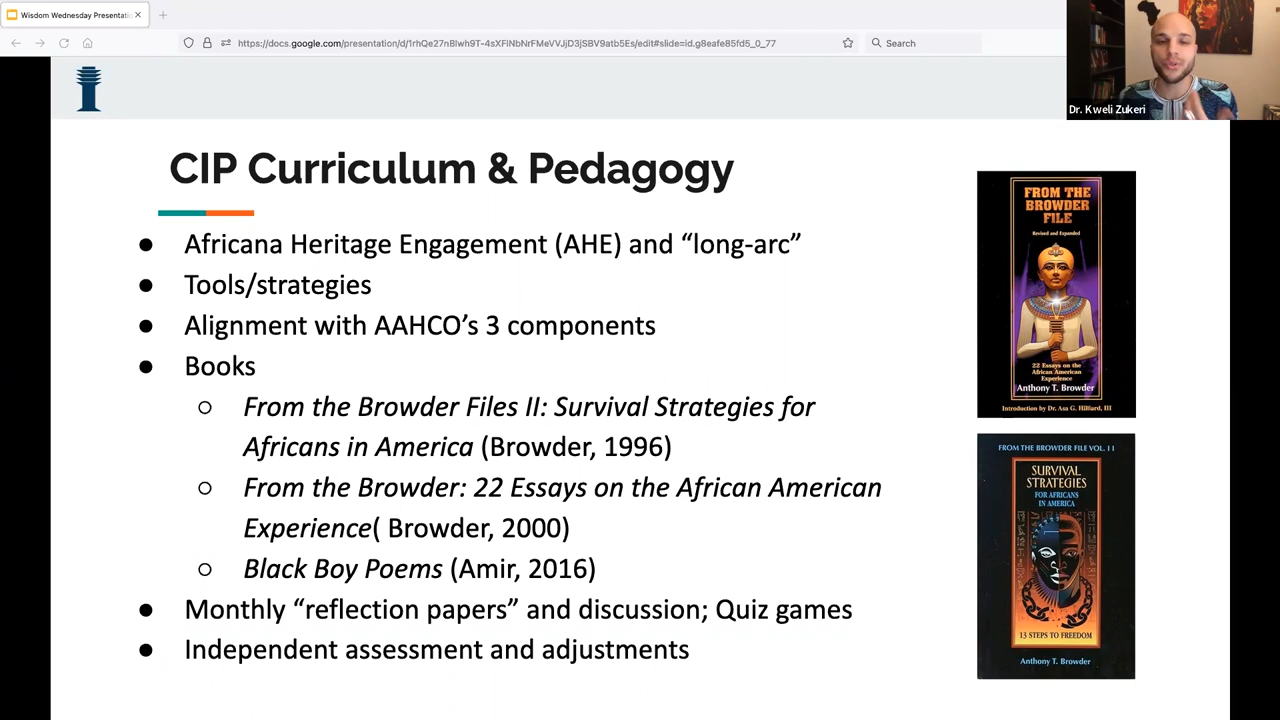 Wisdom Wednesday Presentati
https://docs.google.com/presentation/d/1rhQe27nBlwh9T-4sXFlNbNrFMeVVJjD3jSBV9atb5Es/edit#slide=id.g8eafe85fd5_0_77
Search
Dr. Kweli Zukeri
CIP Curriculum & Pedagogy
● Africana Heritage Engagement (AHE) and “long-arc”
● Tools/strategies
● Alignment with AAHCO’s 3 components
● Books
○ From the Browder Files II: Survival Strategies for
Africans in America (Browder, 1996)
○ From the Browder: 22 Essays on the African American
Experience( Browder, 2000)
○ Black Boy Poems (Amir, 2016)
● Monthly “reflection papers” and discussion; Quiz games
● Independent assessment and adjustments
FROM THE
BROWDER
FILE
Revised and Expanded
22 Essays on the
African American
Experience
Anthony T. Browder
Introduction by Dr. Asa G. Hilliard, III
FROM THE BROWDER FILE VOL. II
SURVIVAL
STRATEGIES
FOR AFRICANS
IN AMERICA
13 STEPS TO FREEDOM
Anthony T. Browder